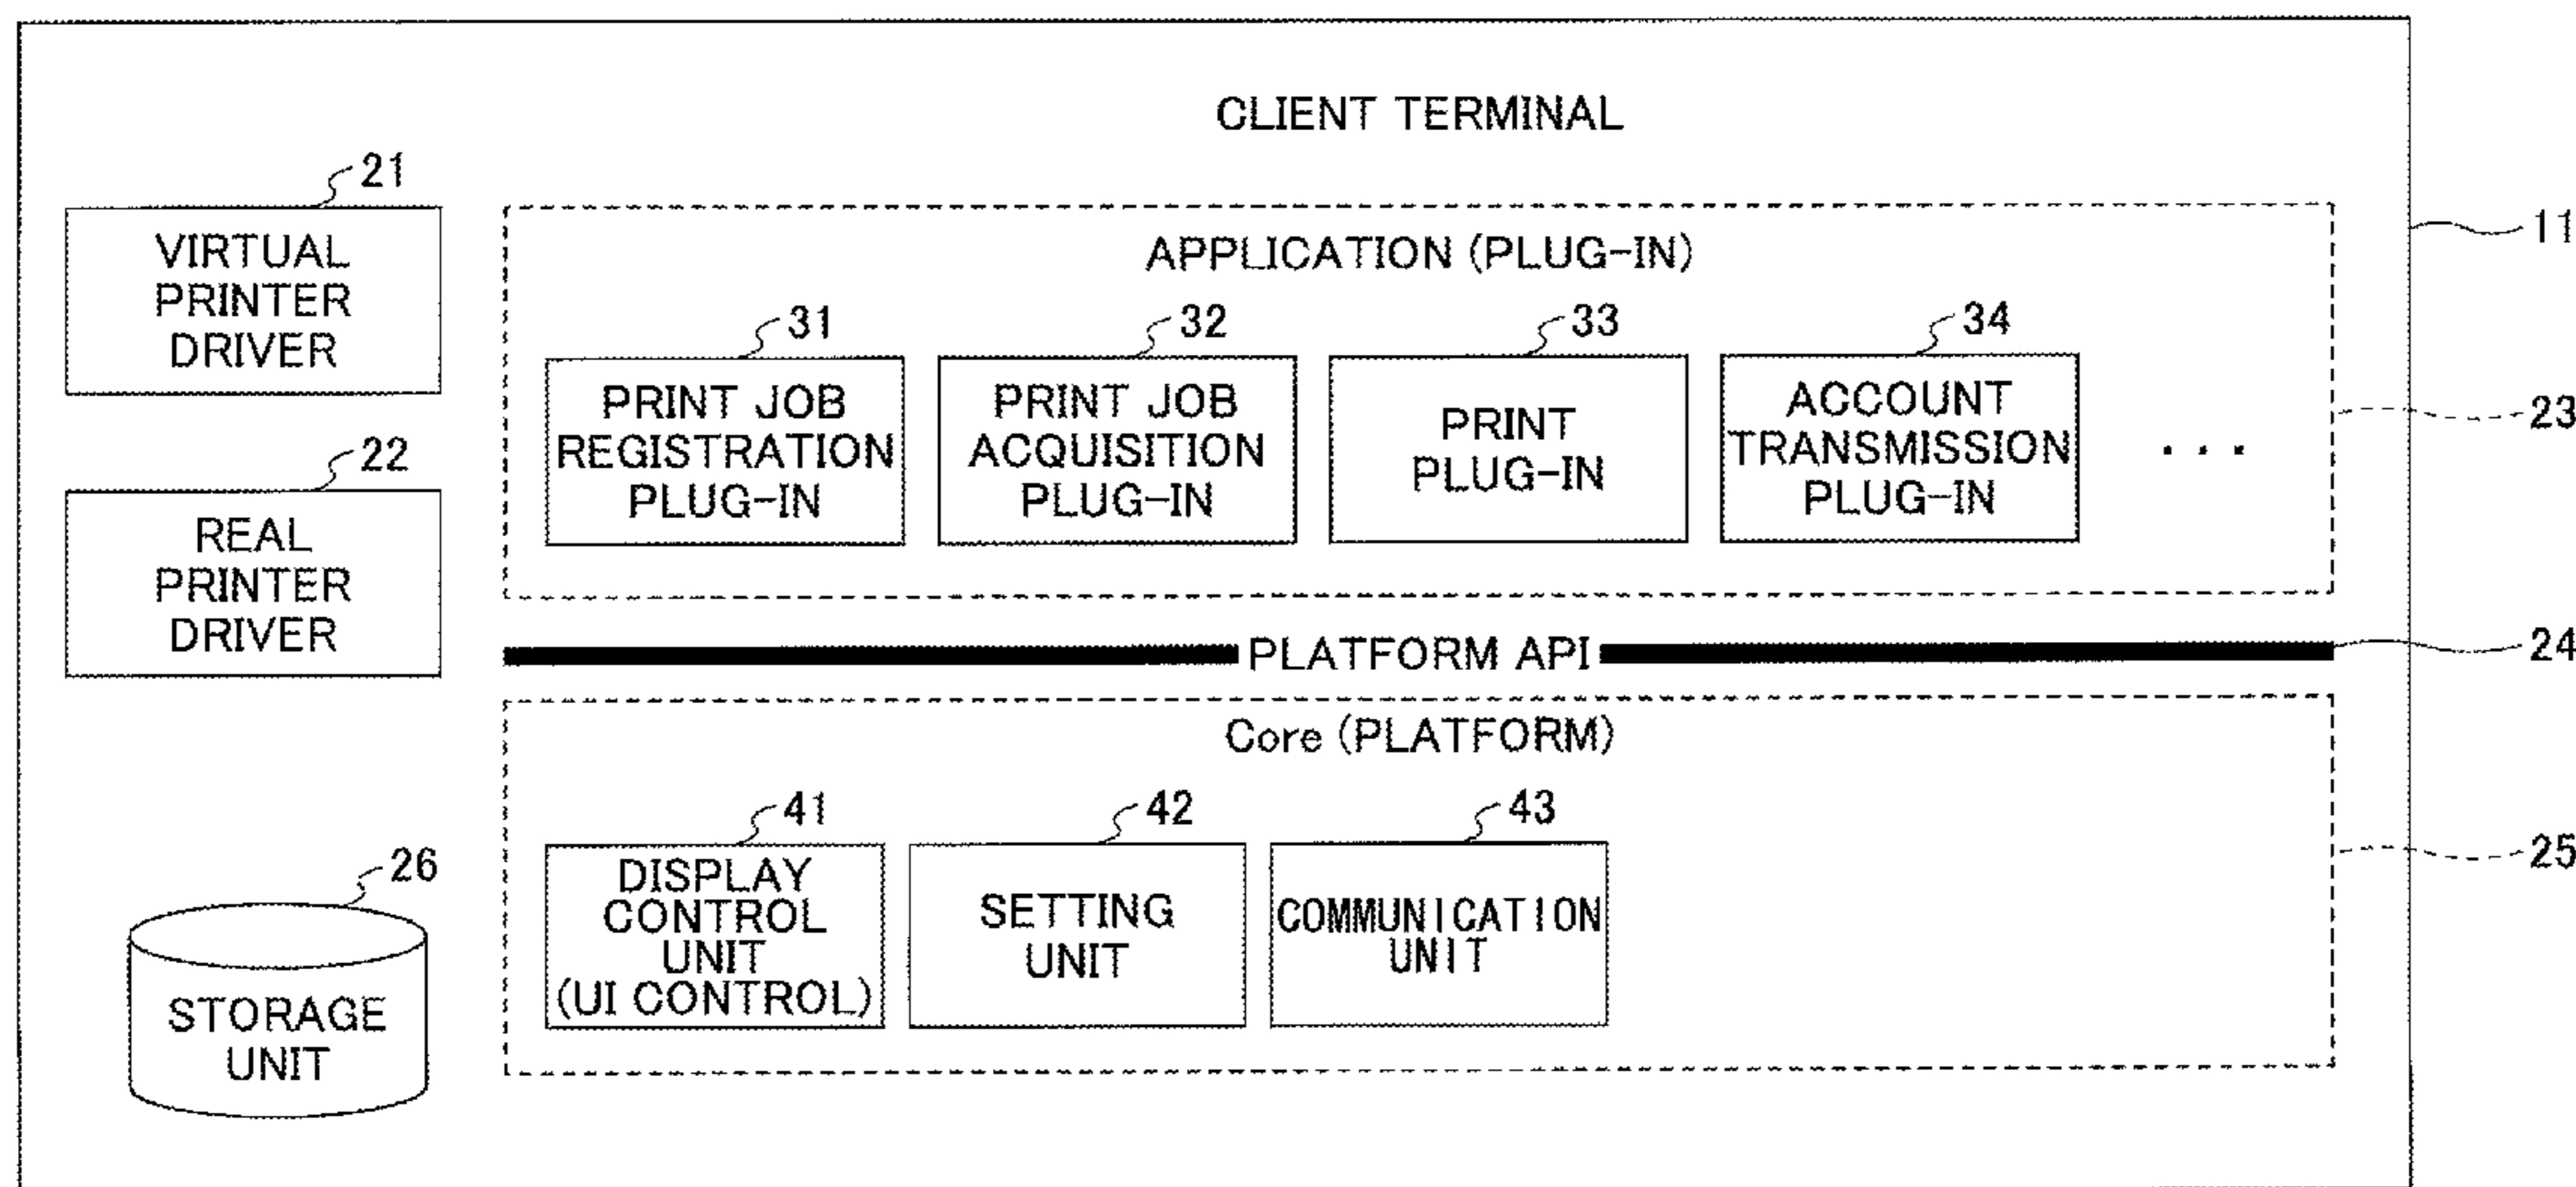 CLIENT TERMINAL
11
21
VIRTUAL
PRINTER
DRIVER
22
REAL
PRINTER
DRIVER
26
STORAGE
UNIT
APPLICATION (PLUG-IN)
23
31
PRINT JOB
REGISTRATION
PLUG-IN
32
PRINT JOB
ACQUISITION
PLUG-IN
33
PRINT
PLUG-IN
34
ACCOUNT
TRANSMISSION
PLUG-IN
...
PLATFORM API
24
Core (PLATFORM)
25
41
DISPLAY
CONTROL
UNIT
(UI CONTROL)
42
SETTING
UNIT
43
COMMUNICATION
UNIT